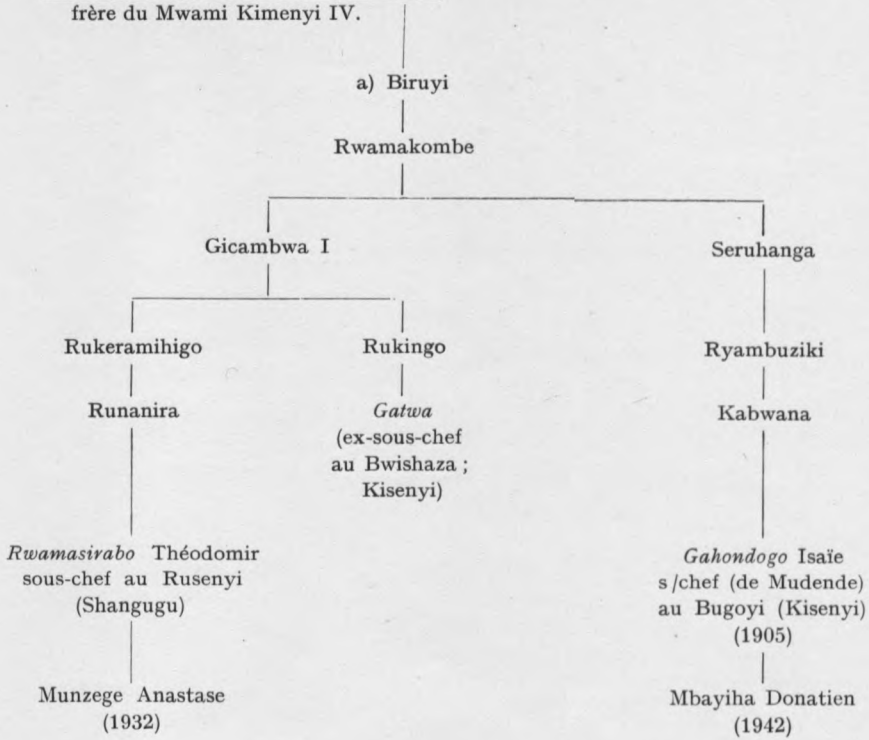 frère du Mwami Kimenyi IV.
a) Biruyi
Rwamakombe
Gicambwa I
Seruhanga
Rukeramihigo
Rukingo
Ryambuziki
Runanira
Gatwa
(ex-sous-chef
au Bwishaza ;
Kisenyi)
Kabwana
Rwamasirabo Théodomir
sous-chef au Rusenyi
(Shangugu)
Gahondogo Isaïe
s/chef (de Mudende)
au Bugoyi (Kisenyi)
(1905)
Munzege Anastase
(1932)
Mbayiha Donatien
(1942)